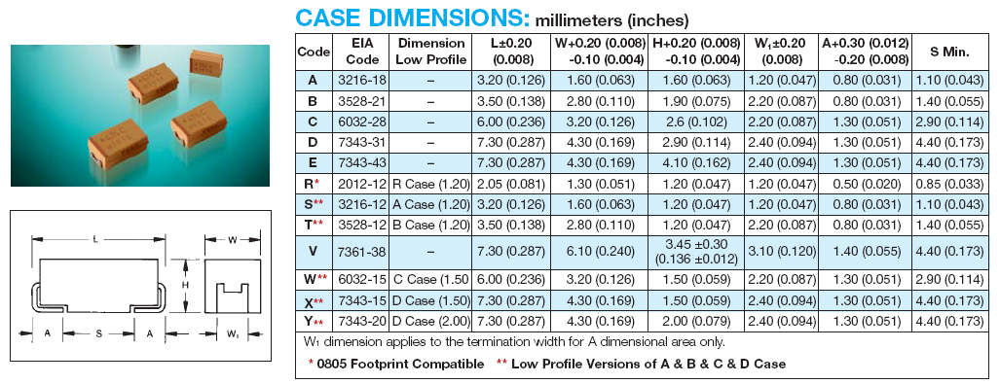 CASE DIMENSIONS: millimeters (inches)
Code EIA Code Dimension Low Profile L±0.20 (0.008) W+0.20 (0.008) -0.10 (0.004) H+0.20 (0.008) -0.10 (0.004) W₁±0.20 (0.008) A+0.30 (0.012) -0.20 (0.008) S Min.
A 3216-18 – 3.20 (0.126) 1.60 (0.063) 1.60 (0.063) 1.20 (0.047) 0.80 (0.031) 1.10 (0.043)
B 3528-21 – 3.50 (0.138) 2.80 (0.110) 1.90 (0.075) 2.20 (0.087) 0.80 (0.031) 1.40 (0.055)
C 6032-28 – 6.00 (0.236) 3.20 (0.126) 2.6 (0.102) 2.20 (0.087) 1.30 (0.051) 2.90 (0.114)
D 7343-31 – 7.30 (0.287) 4.30 (0.169) 2.90 (0.114) 2.40 (0.094) 1.30 (0.051) 4.40 (0.173)
E 7343-43 – 7.30 (0.287) 4.30 (0.169) 4.10 (0.162) 2.40 (0.094) 1.30 (0.051) 4.40 (0.173)
R* 2012-12 R Case (1.20) 2.05 (0.081) 1.30 (0.051) 1.20 (0.047) 1.20 (0.047) 0.50 (0.020) 0.85 (0.033)
S** 3216-12 A Case (1.20) 3.20 (0.126) 1.60 (0.063) 1.20 (0.047) 1.20 (0.047) 0.80 (0.031) 1.10 (0.043)
T** 3528-12 B Case (1.20) 3.50 (0.138) 2.80 (0.110) 1.20 (0.047) 2.20 (0.087) 0.80 (0.031) 1.40 (0.055)
V 7361-38 – 7.30 (0.287) 6.10 (0.240) 3.45 ±0.30 (0.136 ±0.012) 3.10 (0.120) 1.40 (0.055) 4.40 (0.173)
W** 6032-15 C Case (1.50 6.00 (0.236) 3.20 (0.126) 1.50 (0.059) 2.20 (0.087) 1.30 (0.051) 2.90 (0.114)
X** 7343-15 D Case (1.50) 7.30 (0.287) 4.30 (0.169) 1.50 (0.059) 2.40 (0.094) 1.30 (0.051) 4.40 (0.173)
Y** 7343-20 D Case (2.00) 7.30 (0.287) 4.30 (0.169) 2.00 (0.079) 2.40 (0.094) 1.30 (0.051) 4.40 (0.173)
W₁ dimension applies to the termination width for A dimensional area only.
* 0805 Footprint Compatible ** Low Profile Versions of A & B & C & D Case
L W
H
A S A W₁